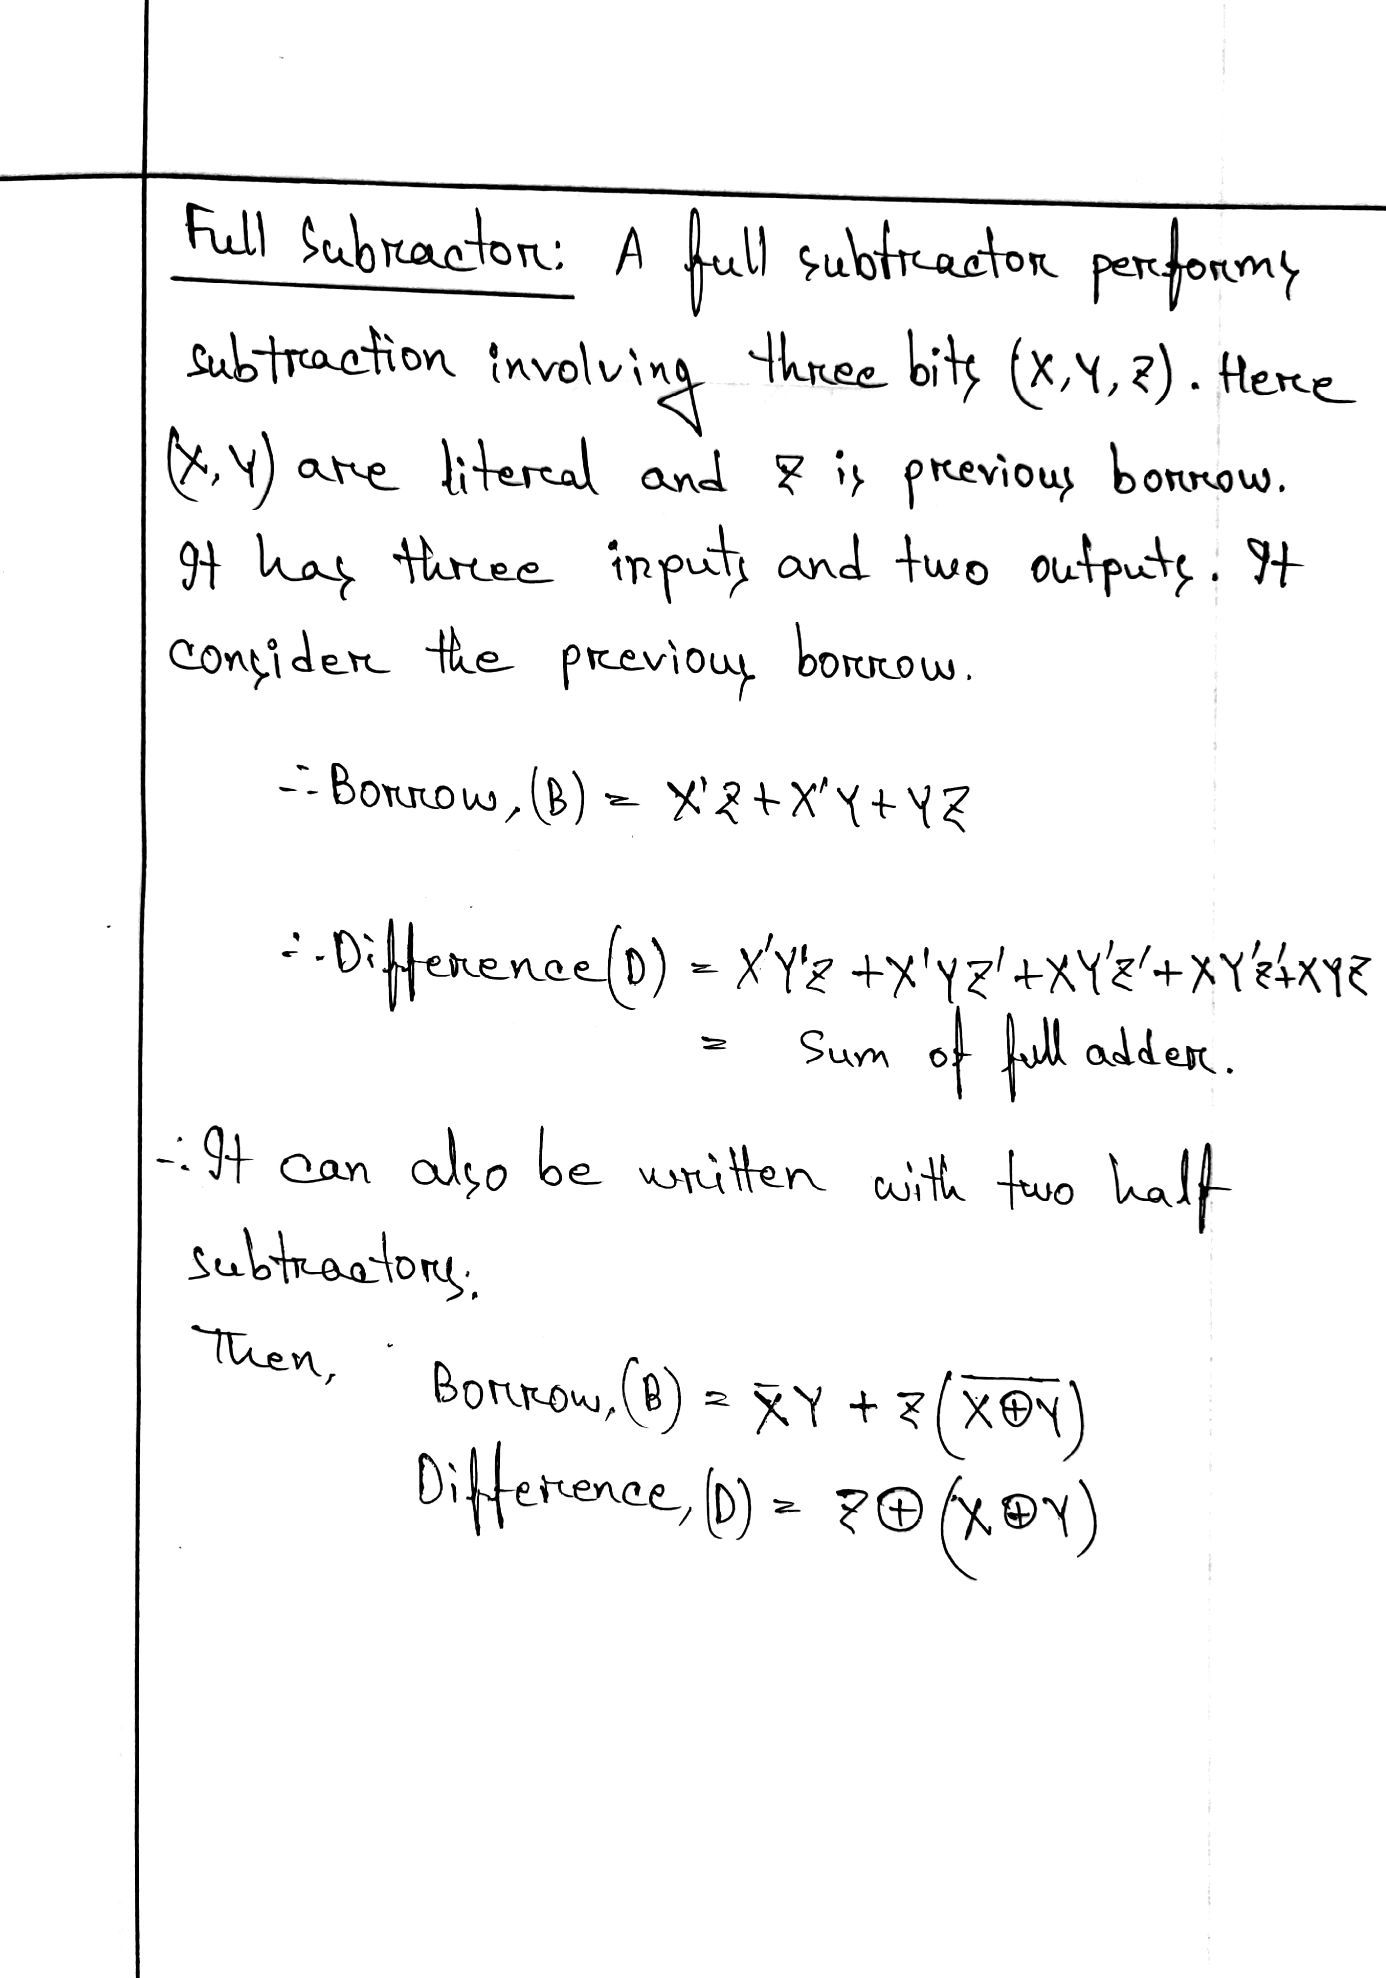 Full Subractor: A full subtractor performs
subtraction involving three bits (X,Y,Z). Here
(X,Y) are literal and Z is previous borrow.
It has three inputs and two outputs. It
consider the previous borrow.
∴ Borrow,(B) = X'Z+X'Y+YZ
∴ Difference(D) = X'Y'Z +X'YZ'+XY'Z'+XY'Z'+XYZ
= Sum of full adder.
∴ It can also be written with two half
subtractors.
Then,
Borrow,(B) = X̅Y + Z(\overline{X⊕Y})
Difference,(D) = Z⊕(X⊕Y)